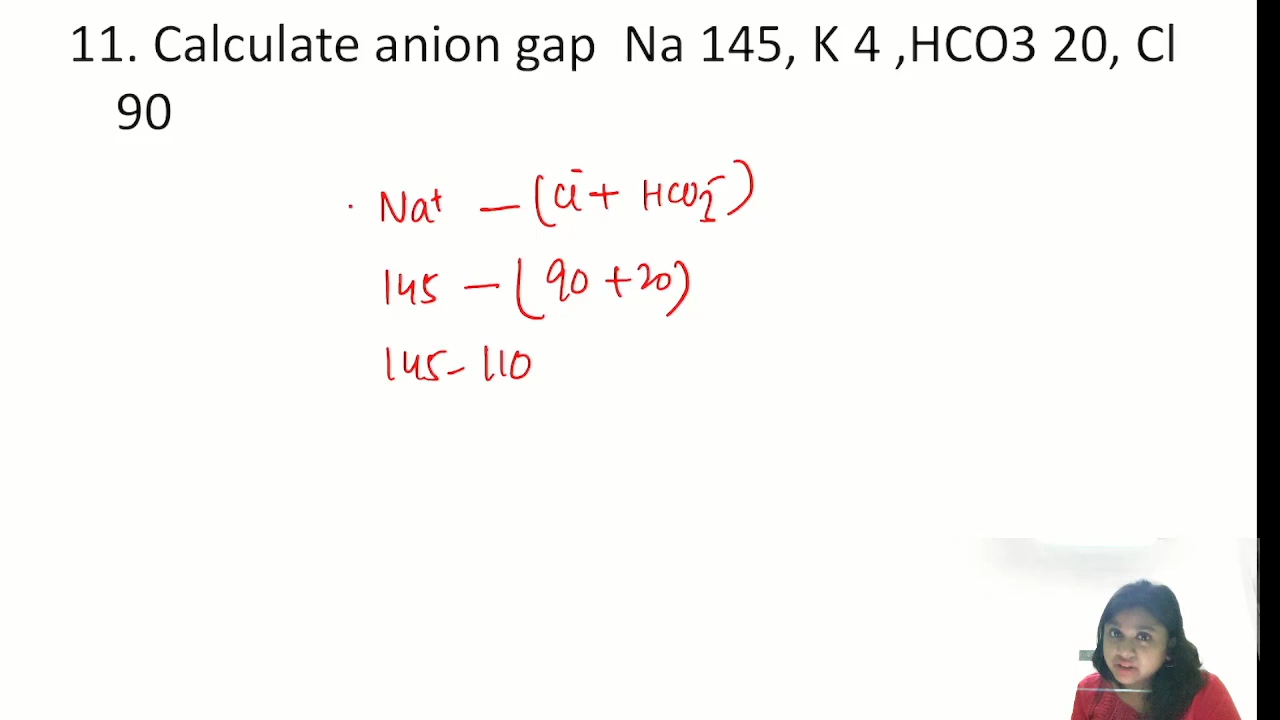 11. Calculate anion gap Na 145, K 4 ,HCO3 20, Cl
90
Na⁺ – (Cl⁻ + HCO₃⁻)
145 – (90 + 20)
145 – 110